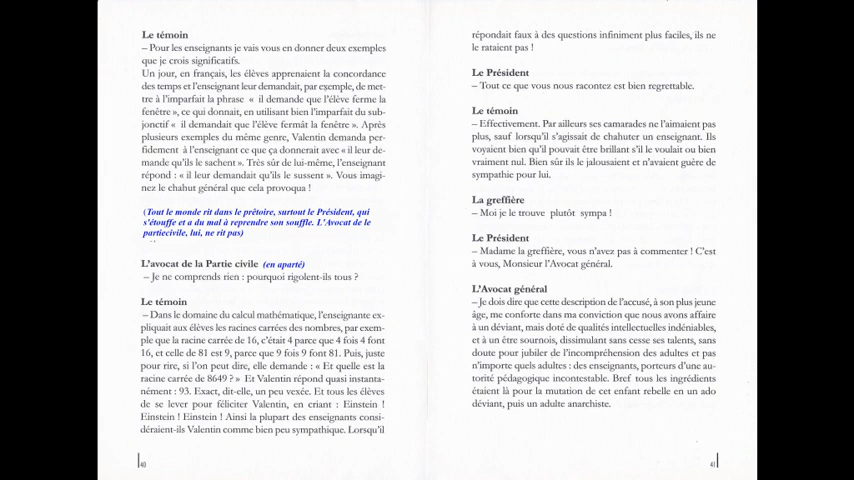 Le témoin
– Pour les enseignants je vais vous en donner deux exemples
que je crois significatifs.
Un jour, en français, les élèves apprenaient la concordance
des temps et l'enseignant leur demandait, par exemple, de met-
tre à l'imparfait la phrase « il demande que l'élève ferme la
fenêtre », ce qui donnait, en utilisant bien l'imparfait du sub-
jonctif « il demandait que l'élève fermât la fenêtre ». Après
plusieurs exemples du même genre, Valentin demanda per-
fidement à l'enseignant ce que ça donnerait avec « il leur de-
mande qu'ils le sachent ». Très sûr de lui-même, l'enseignant
répond : « il leur demandait qu'ils le sussent ». Vous imagi-
nez le chahut général que cela provoqua !
(Tout le monde rit dans le prétoire, surtout le Président, qui
s'étouffe et a du mal à reprendre son souffle. L'Avocat de le
partiecivile, lui, ne rit pas)
L'avocat de la Partie civile (en aparté)
– Je ne comprends rien : pourquoi rigolent-ils tous ?
Le témoin
– Dans le domaine du calcul mathématique, l'enseignante ex-
pliquait aux élèves les racines carrées des nombres, par exem-
ple que la racine carrée de 16, c'était 4 parce que 4 fois 4 font
16, et celle de 81 est 9, parce que 9 fois 9 font 81. Puis, juste
pour rire, si l'on peut dire, elle demande : « Et quelle est la
racine carrée de 8649 ? » Et Valentin répond quasi instanta-
nément : 93. Exact, dit-elle, un peu vexée. Et tous les élèves
de se lever pour féliciter Valentin, en criant : Einstein !
Einstein ! Einstein ! Ainsi la plupart des enseignants consi-
déraient-ils Valentin comme bien peu sympathique. Lorsqu'il
40
répondait faux à des questions infiniment plus faciles, ils ne
le rataient pas !
Le Président
– Tout ce que vous nous racontez est bien regrettable.
Le témoin
– Effectivement. Par ailleurs ses camarades ne l'aimaient pas
plus, sauf lorsqu'il s'agissait de chahuter un enseignant. Ils
voyaient bien qu'il pouvait être brillant s'il le voulait ou bien
vraiment nul. Bien sûr ils le jalousaient et n'avaient guère de
sympathie pour lui.
La greffière
– Moi je le trouve plutôt sympa !
Le Président
– Madame la greffière, vous n'avez pas à commenter ! C'est
à vous, Monsieur l'Avocat général.
L'Avocat général
– Je dois dire que cette description de l'accusé, à son plus jeune
âge, me conforte dans ma conviction que nous avons affaire
à un déviant, mais doté de qualités intellectuelles indéniables,
et à un être sournois, dissimulant sans cesse ses talents, sans
doute pour jubiler de l'incompréhension des adultes et pas
n'importe quels adultes : des enseignants, porteurs d'une au-
torité pédagogique incontestable. Bref tous les ingrédients
étaient là pour la mutation de cet enfant rebelle en un ado
déviant, puis un adulte anarchiste.
41